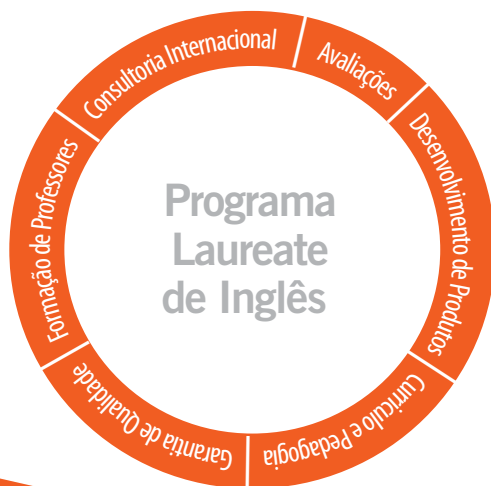 Programa
Laureate
de Inglês
Consultoria Internacional
Avaliações
Desenvolvimento de Produtos
Currículo e Pedagogia
Garantia de Qualidade
Formação de Professores